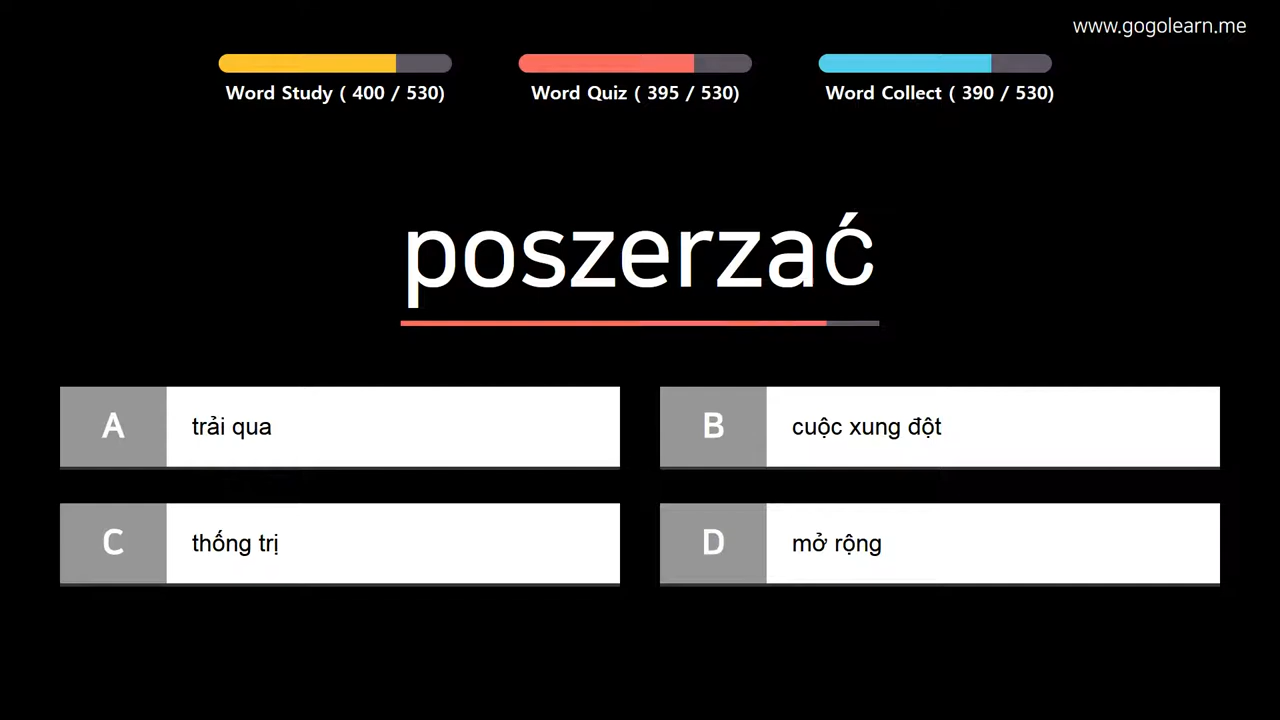 www.gogolearn.me
Word Study ( 400 / 530)
Word Quiz ( 395 / 530)
Word Collect ( 390 / 530)
poszerzać
A
trải qua
B
cuộc xung đột
C
thống trị
D
mở rộng